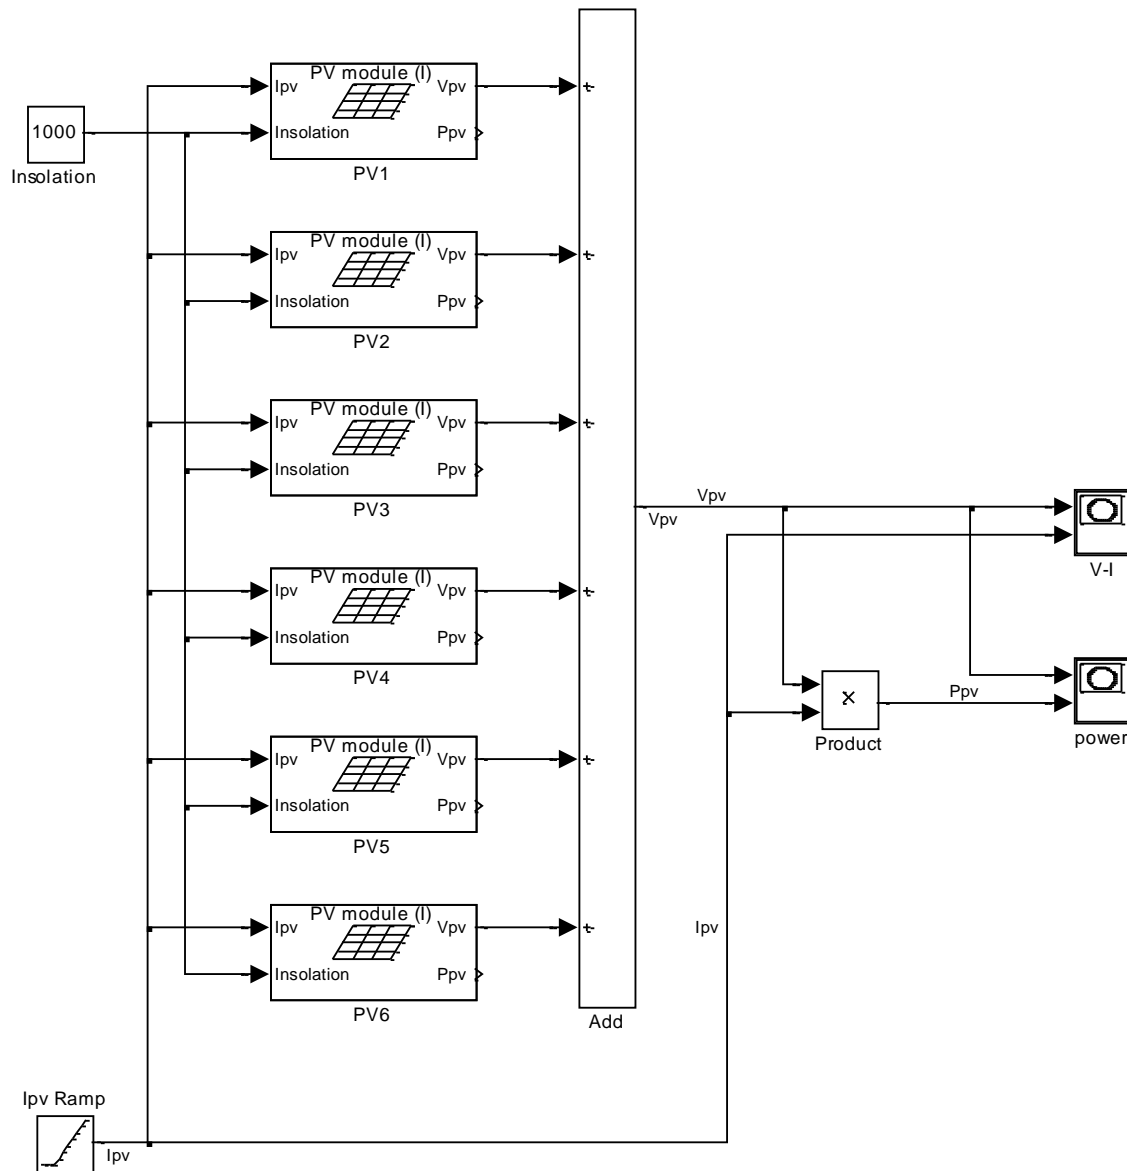 PV module (I)
Ipv
Vpv
+
1000
Insolation
Ppv
Insolation
PV1
PV module (I)
Ipv
Vpv
+
Insolation
Ppv
PV2
PV module (I)
Ipv
Vpv
+
Insolation
Ppv
PV3
Vpv
Vpv
V-I
PV module (I)
Ipv
Vpv
+
Insolation
Ppv
PV4
Ppv
×
Product
power
PV module (I)
Ipv
Vpv
+
Insolation
Ppv
PV5
PV module (I)
Ipv
Vpv
+
Ipv
Insolation
Ppv
PV6
Add
Ipv Ramp
Ipv